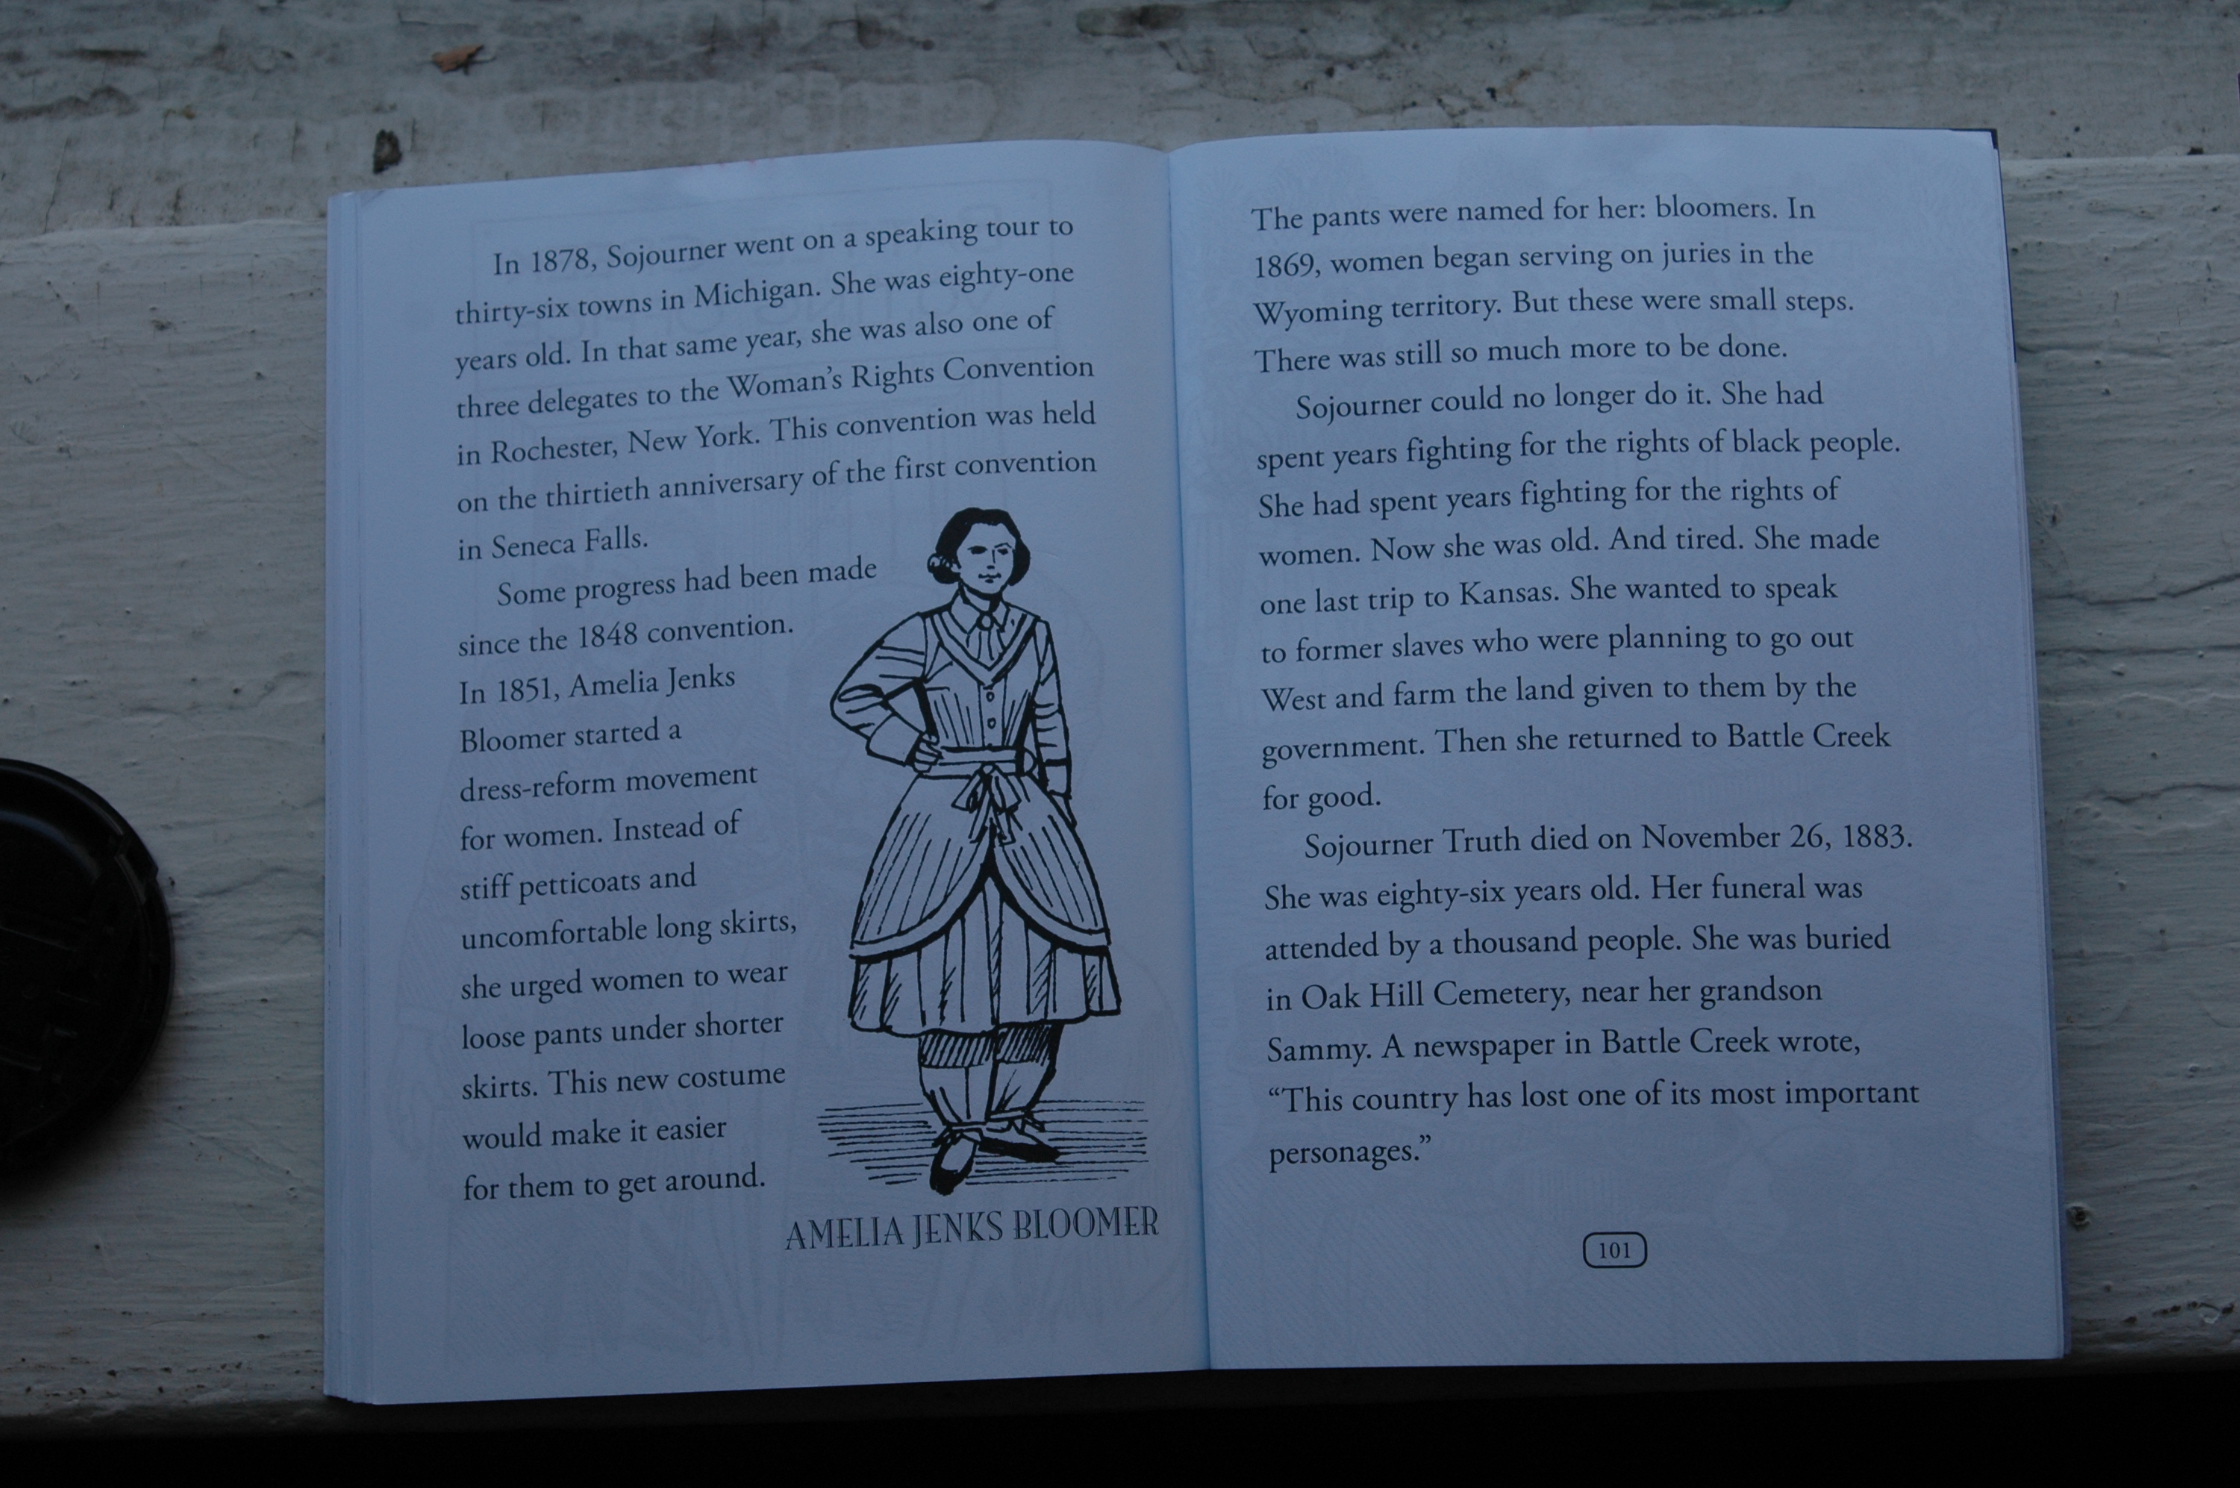 In 1878, Sojourner went on a speaking tour to
thirty-six towns in Michigan. She was eighty-one
years old. In that same year, she was also one of
three delegates to the Woman's Rights Convention
in Rochester, New York. This convention was held
on the thirtieth anniversary of the first convention
in Seneca Falls.
Some progress had been made
since the 1848 convention.
In 1851, Amelia Jenks
Bloomer started a
dress-reform movement
for women. Instead of
stiff petticoats and
uncomfortable long skirts,
she urged women to wear
loose pants under shorter
skirts. This new costume
would make it easier
for them to get around.
AMELIA JENKS BLOOMER
The pants were named for her: bloomers. In
1869, women began serving on juries in the
Wyoming territory. But these were small steps.
There was still so much more to be done.
Sojourner could no longer do it. She had
spent years fighting for the rights of black people.
She had spent years fighting for the rights of
women. Now she was old. And tired. She made
one last trip to Kansas. She wanted to speak
to former slaves who were planning to go out
West and farm the land given to them by the
government. Then she returned to Battle Creek
for good.
Sojourner Truth died on November 26, 1883.
She was eighty-six years old. Her funeral was
attended by a thousand people. She was buried
in Oak Hill Cemetery, near her grandson
Sammy. A newspaper in Battle Creek wrote,
“This country has lost one of its most important
personages.”
101